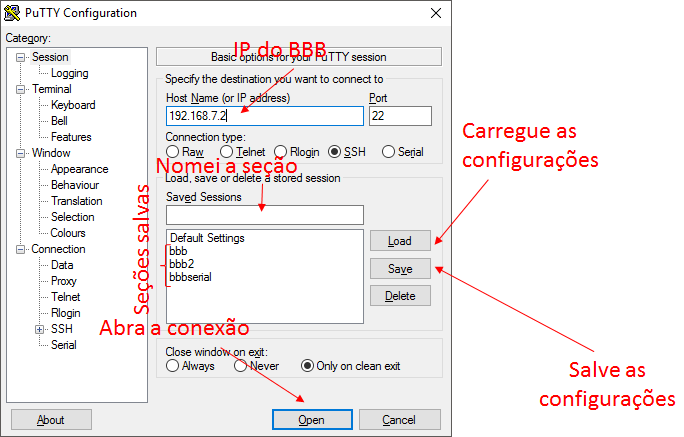 PuTTY Configuration
Category:
Session
Logging
Terminal
Keyboard
Bell
Features
Window
Appearance
Behaviour
Translation
Selection
Colours
Connection
Data
Proxy
Telnet
Rlogin
SSH
Serial
IP do BBB
Basic options for your PuTTY session
Specify the destination you want to connect to
Host Name (or IP address) Port
192.168.7.2 22
Connection type:
Raw Telnet Rlogin SSH Serial
Nomei a seção
Load, save or delete a stored session
Saved Sessions
Seções salvas
Default Settings
bbb
bbb2
bbbserial
Load
Save
Delete
Abra a conexão
Close window on exit:
Always Never Only on clean exit
About Open Cancel
Carregue as
configurações
Salve as
configurações